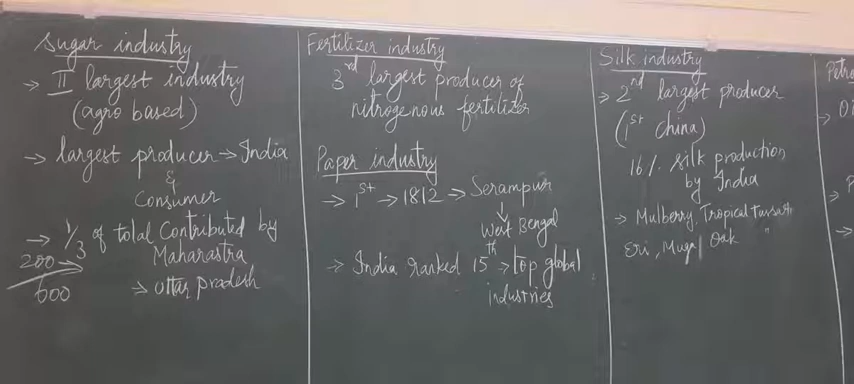 Sugar industry
→ II largest industry
(agro based)
→ largest producer → India
&
Consumer
→ 1/3 of total Contributed by
Maharastra
200 →
600
→ Uttar pradesh
Fertilizer industry
3rd largest producer of
nitrogenous fertilizer
Paper industry
→ 1st → 1812 → Serampur
↓
West Bengal
→ India ranked 15th → top global
industries
Silk industry
→ 2nd largest producer
(1st China)
16% Silk production
by India
→ Mulberry, Tropical Tussar,
Eri, Muga, Oak "
Petro
→ Oi
→ P
→